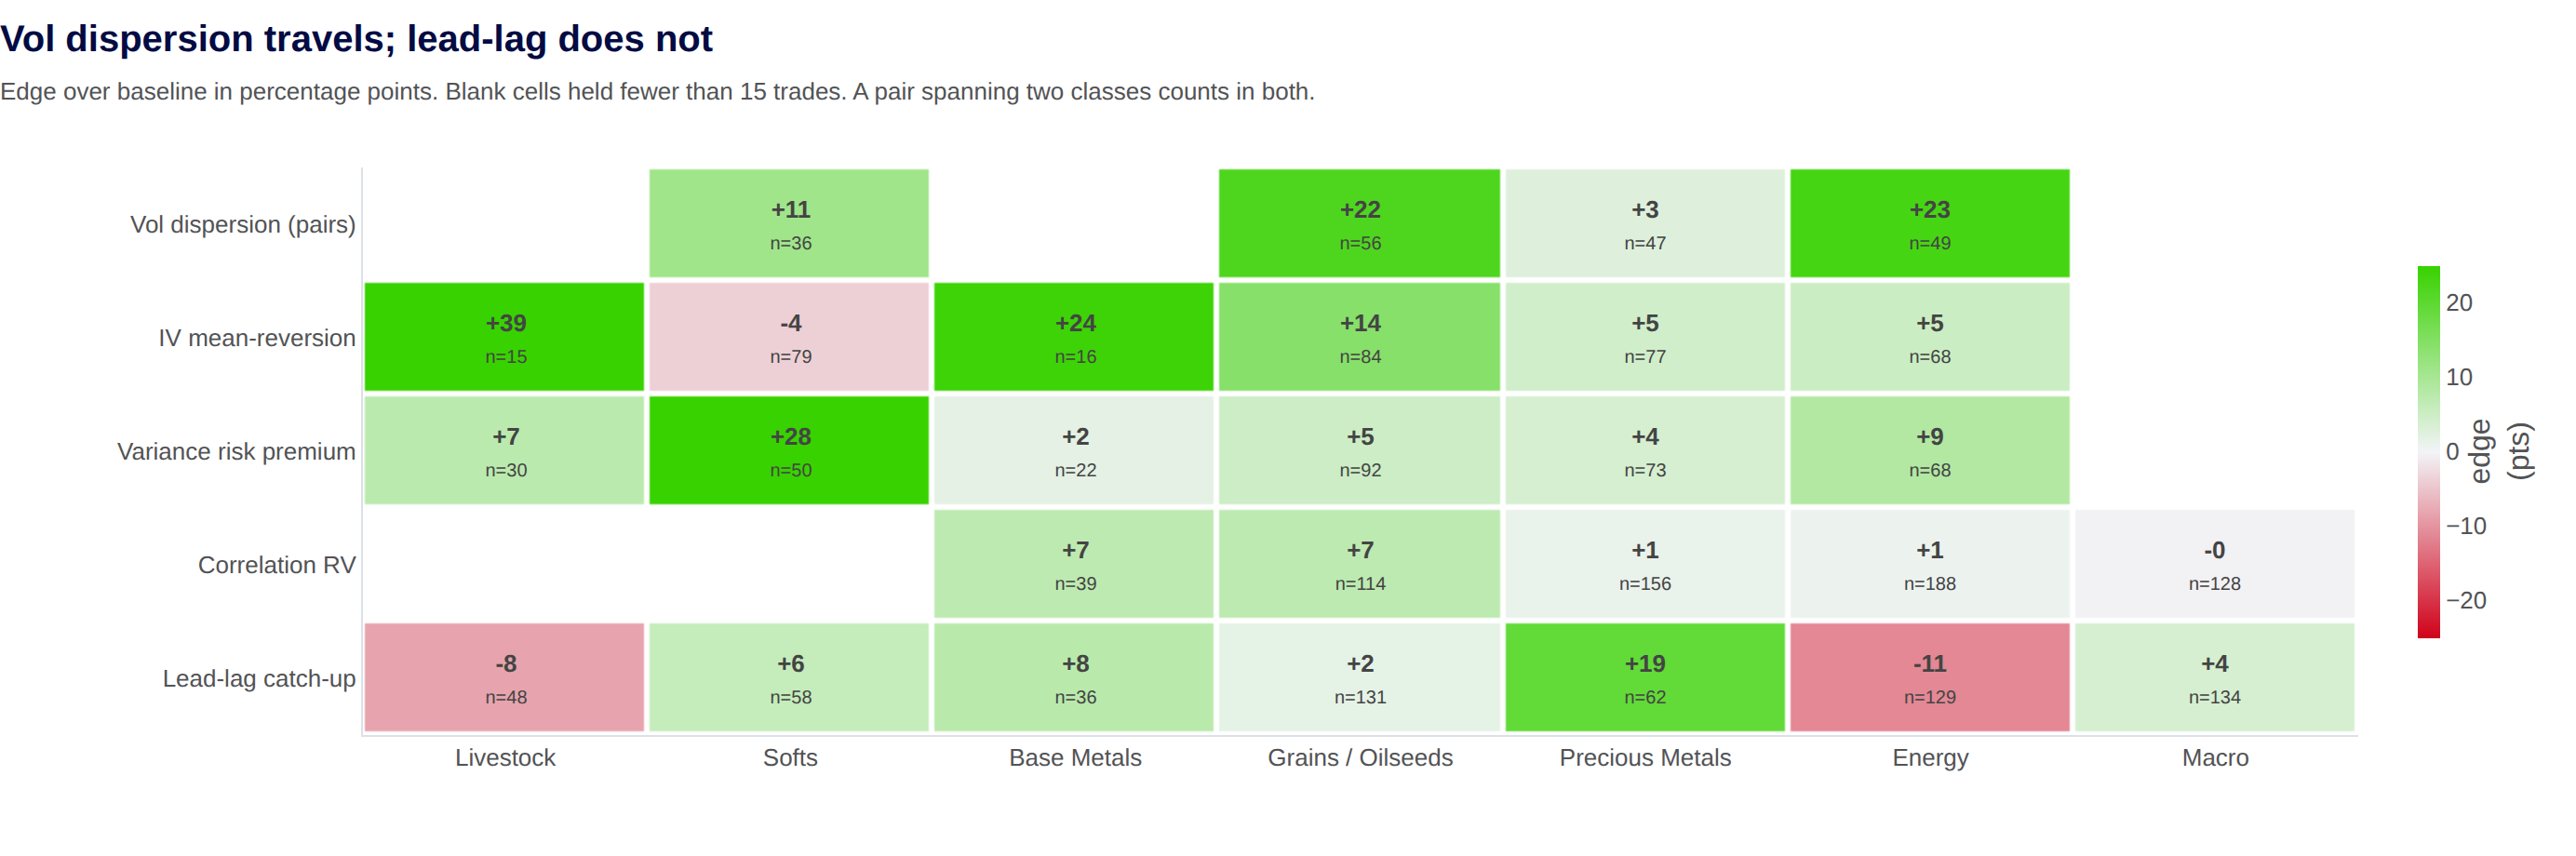 Vol dispersion travels; lead-lag does not
Edge over baseline in percentage points. Blank cells held fewer than 15 trades. A pair spanning two classes counts in both.
Vol dispersion (pairs)
+11
n=36
+22
n=56
+3
n=47
+23
n=49
IV mean-reversion
+39
n=15
-4
n=79
+24
n=16
+14
n=84
+5
n=77
+5
n=68
Variance risk premium
+7
n=30
+28
n=50
+2
n=22
+5
n=92
+4
n=73
+9
n=68
Correlation RV
+7
n=39
+7
n=114
+1
n=156
+1
n=188
-0
n=128
Lead-lag catch-up
-8
n=48
+6
n=58
+8
n=36
+2
n=131
+19
n=62
-11
n=129
+4
n=134
Livestock
Softs
Base Metals
Grains / Oilseeds
Precious Metals
Energy
Macro
20
10
0
−10
−20
edge
(pts)